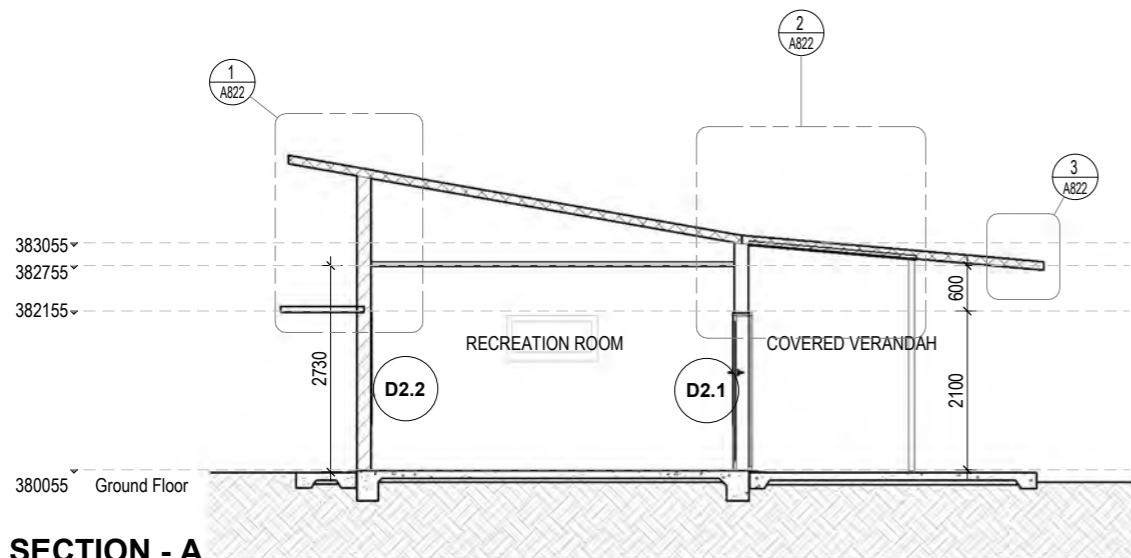 2
A822
1
A822
3
A822
383055
382755
382155
600
RECREATION ROOM
COVERED VERANDAH
2730
D2.2
D2.1
2100
380055 Ground Floor
SECTION - A